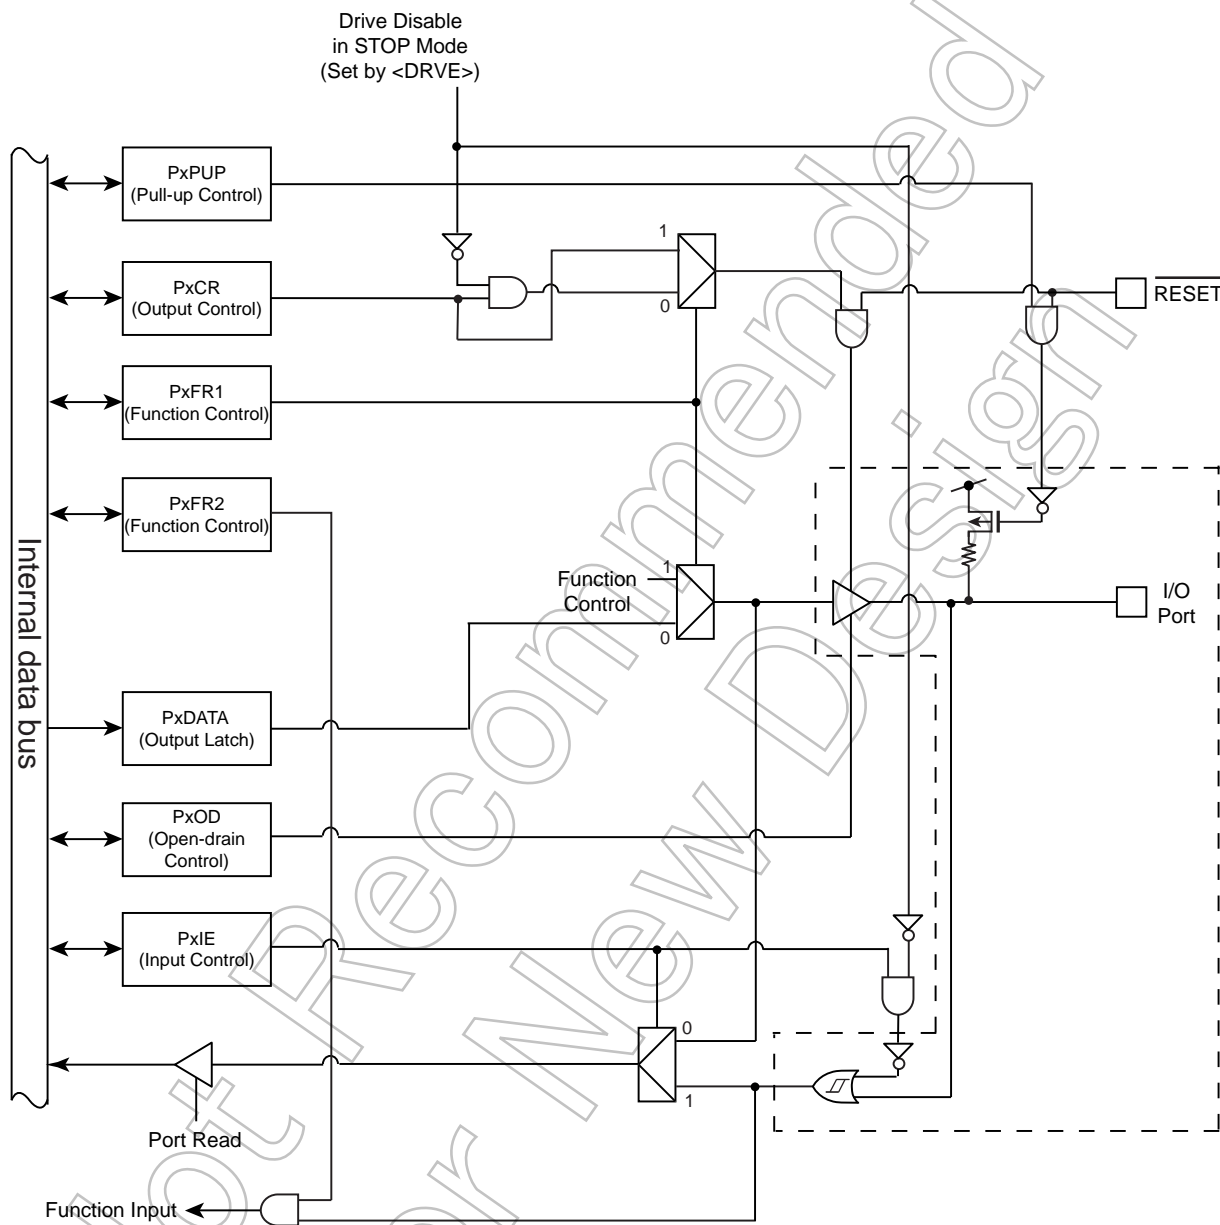 Drive Disable
in STOP Mode
(Set by <DRVE>)
PxPUP
(Pull-up Control)
1
PxCR
(Output Control)
0
RESET
PxFR1
(Function Control)
PxFR2
(Function Control)
Internal data bus
1
Function
Control
0
I/O
Port
PxDATA
(Output Latch)
PxOD
(Open-drain
Control)
PxIE
(Input Control)
0
1
Port Read
Function Input
Not Recommended
for New Design